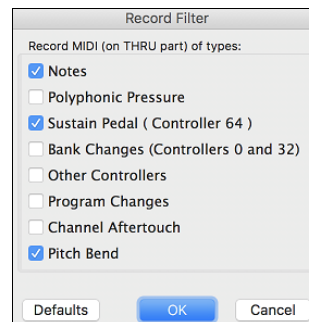 Record Filter
Record MIDI (on THRU part) of types:
Notes
Polyphonic Pressure
Sustain Pedal ( Controller 64 )
Bank Changes (Controllers 0 and 32)
Other Controllers
Program Changes
Channel Aftertouch
Pitch Bend
Defaults OK Cancel